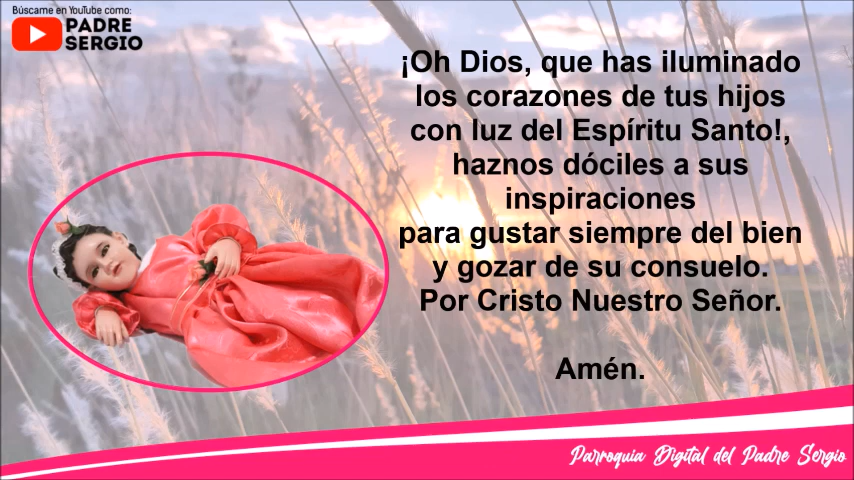 Búscame en YouTube como:
PADRE
SERGIO
¡Oh Dios, que has iluminado
los corazones de tus hijos
con luz del Espíritu Santo!,
haznos dóciles a sus
inspiraciones
para gustar siempre del bien
y gozar de su consuelo.
Por Cristo Nuestro Señor.
Amén.
Parroquia Digital del Padre Sergio